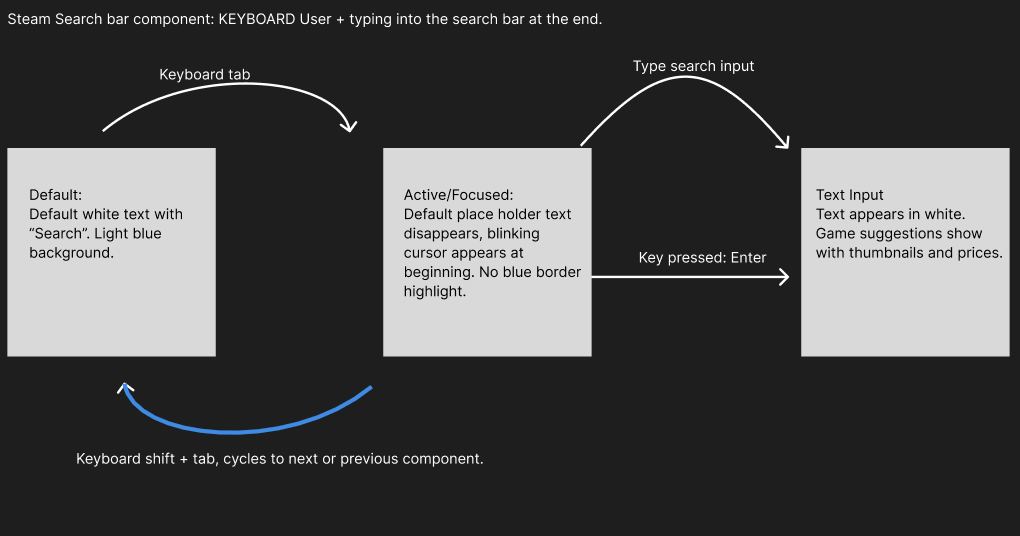 Steam Search bar component: KEYBOARD User + typing into the search bar at the end.
Keyboard tab
Type search input
Default:
Default white text with
“Search”. Light blue
background.
Active/Focused:
Default place holder text
disappears, blinking
cursor appears at
beginning. No blue border
highlight.
Key pressed: Enter
Text Input
Text appears in white.
Game suggestions show
with thumbnails and prices.
Keyboard shift + tab, cycles to next or previous component.